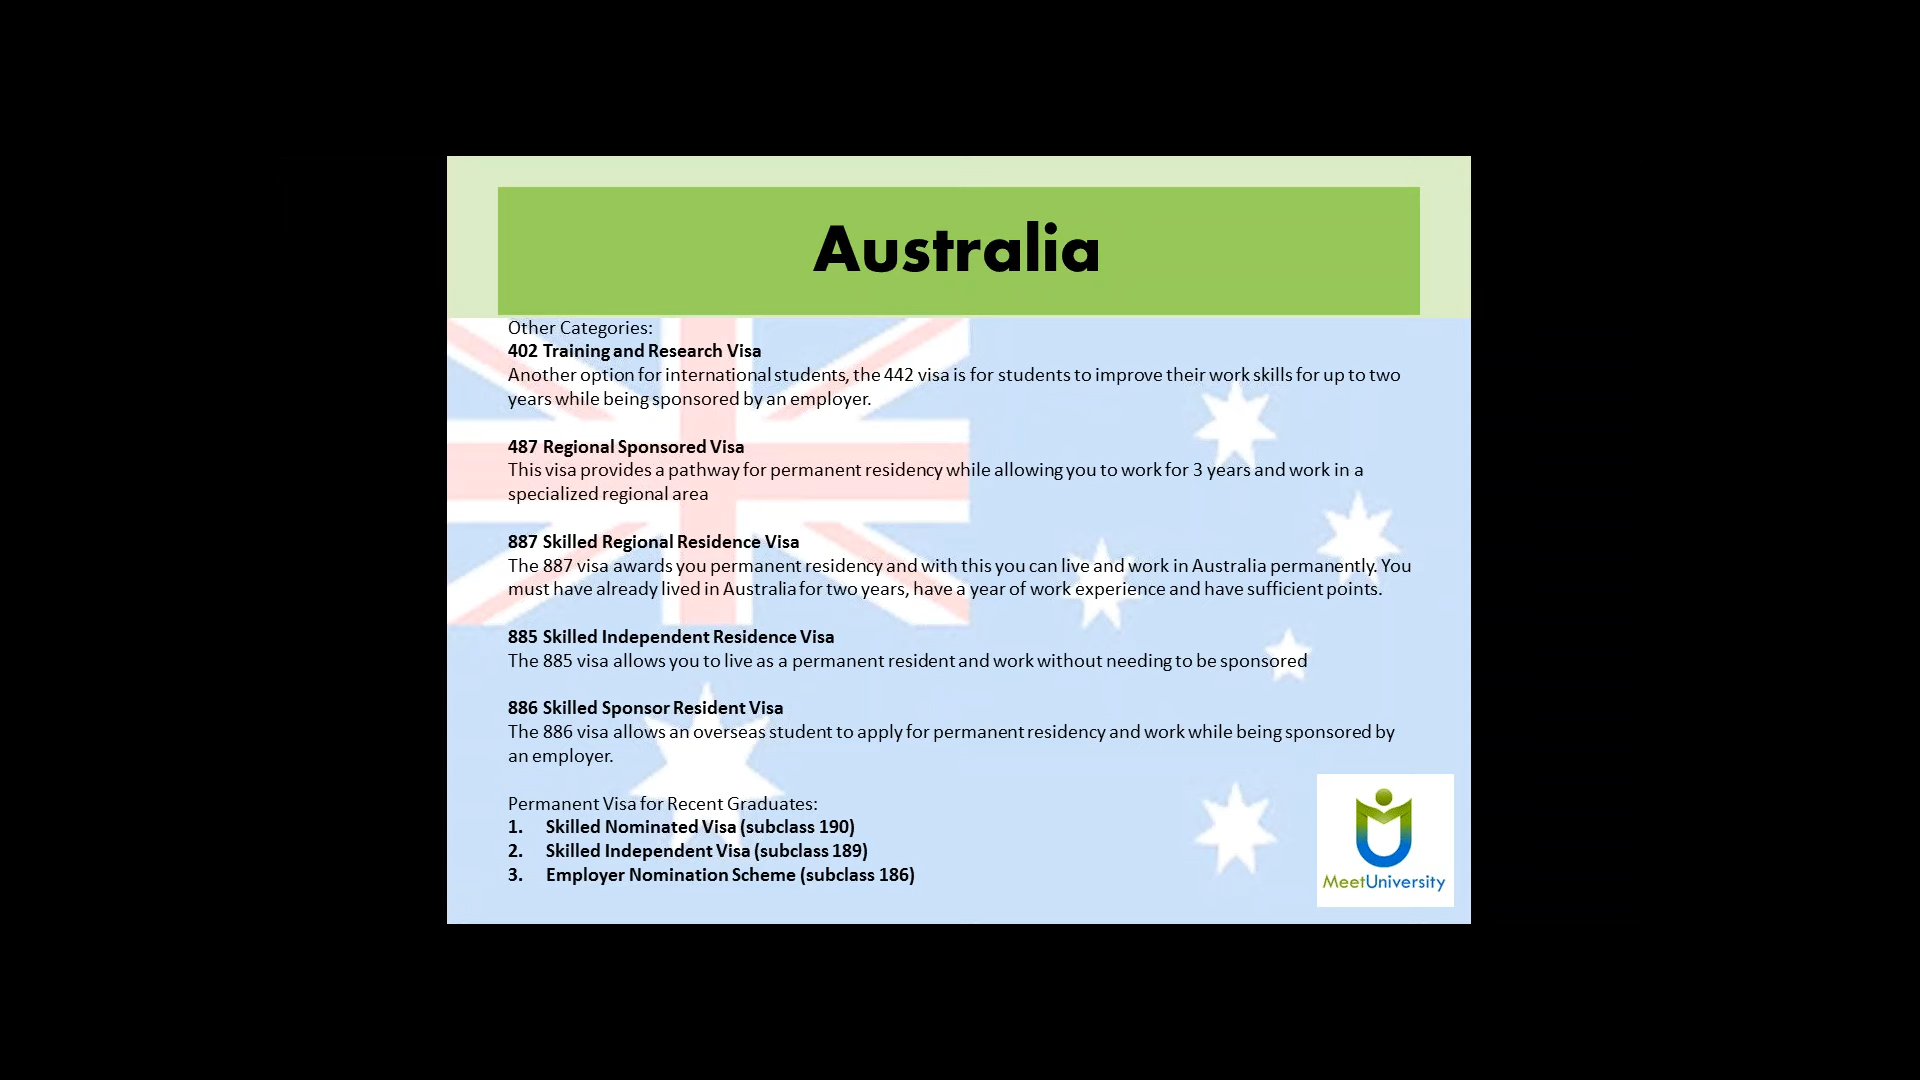 Australia
Other Categories:
402 Training and Research Visa
Another option for international students, the 442 visa is for students to improve their work skills for up to two
years while being sponsored by an employer.
487 Regional Sponsored Visa
This visa provides a pathway for permanent residency while allowing you to work for 3 years and work in a
specialized regional area
887 Skilled Regional Residence Visa
The 887 visa awards you permanent residency and with this you can live and work in Australia permanently. You
must have already lived in Australia for two years, have a year of work experience and have sufficient points.
885 Skilled Independent Residence Visa
The 885 visa allows you to live as a permanent resident and work without needing to be sponsored
886 Skilled Sponsor Resident Visa
The 886 visa allows an overseas student to apply for permanent residency and work while being sponsored by
an employer.
Permanent Visa for Recent Graduates:
1. Skilled Nominated Visa (subclass 190)
2. Skilled Independent Visa (subclass 189)
3. Employer Nomination Scheme (subclass 186)
MeetUniversity